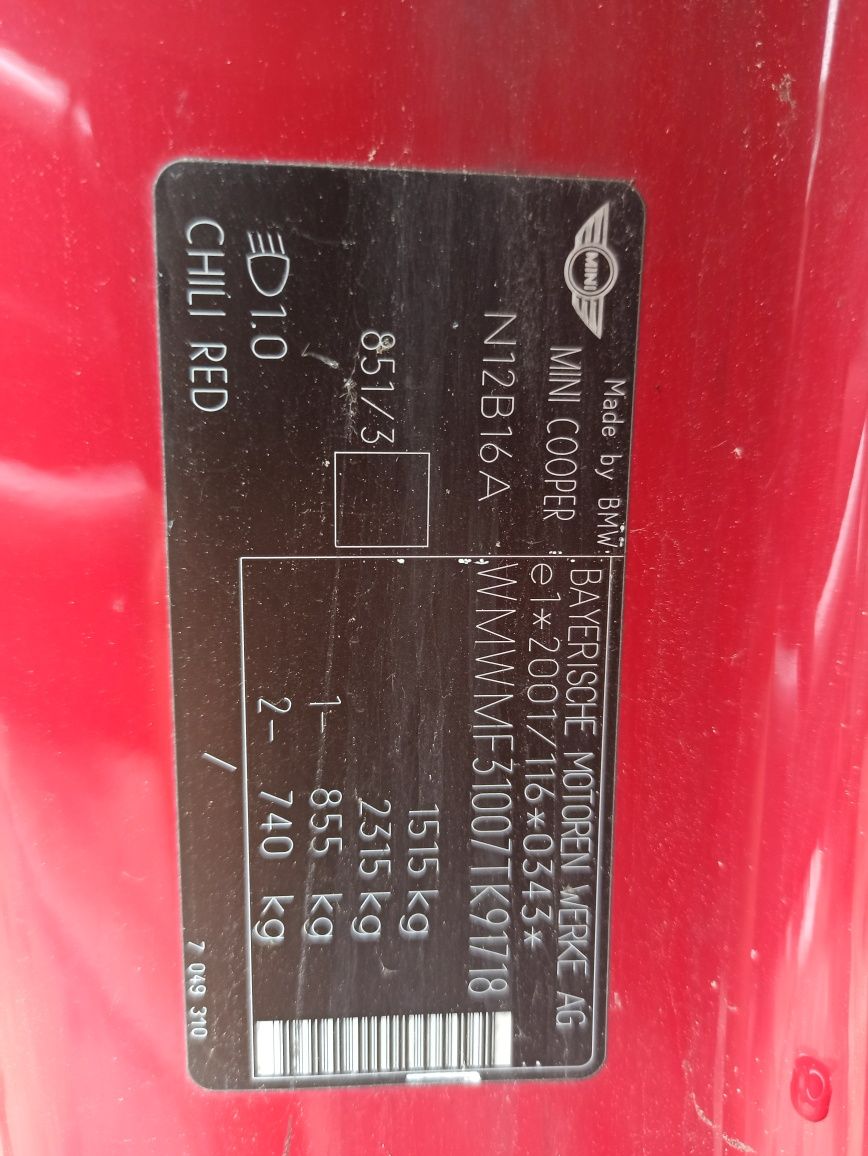 MINI
Made by BMW
MINI COOPER
N12B16A
851/3
1.0
CHILI RED
BAYERISCHE MOTOREN WERKE AG
e1*2001/116*0343*
WMWMF31007TK91718
1515 kg
2315 kg
1- 855 kg
2- 740 kg
/
7 049 310